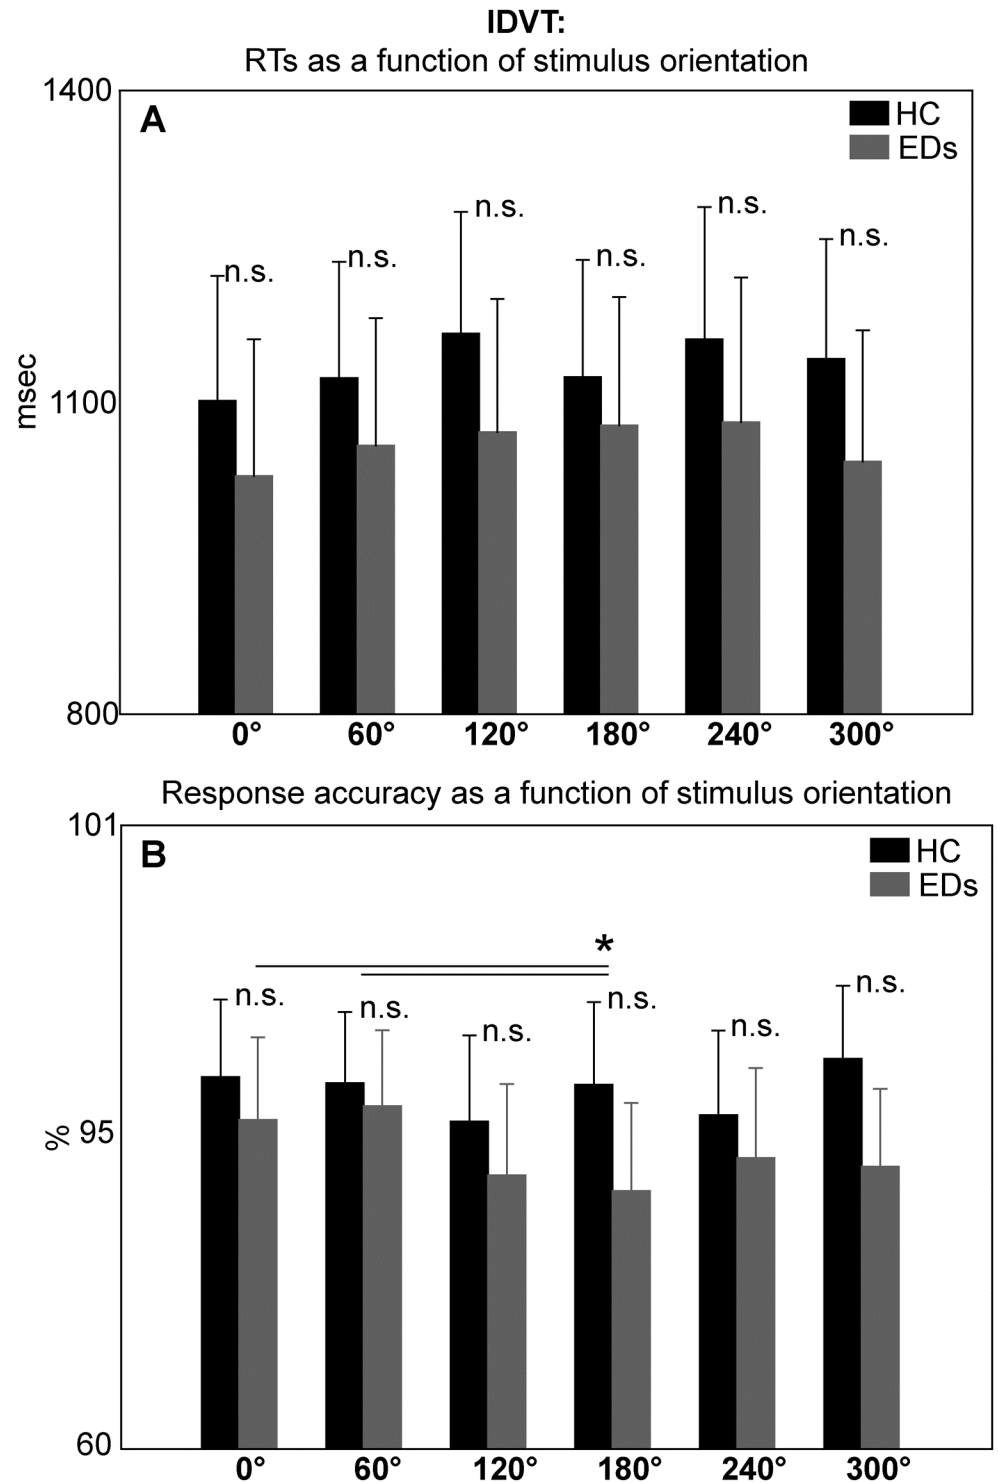 IDVT:
RTs as a function of stimulus orientation
1400
A
HC
EDs
n.s.
n.s.
n.s.
n.s.
n.s.
n.s.
msec
1100
800
0° 60° 120° 180° 240° 300°
Response accuracy as a function of stimulus orientation
101
B
HC
EDs
*
n.s.
n.s.
n.s.
n.s.
n.s.
n.s.
% 95
60
0° 60° 120° 180° 240° 300°